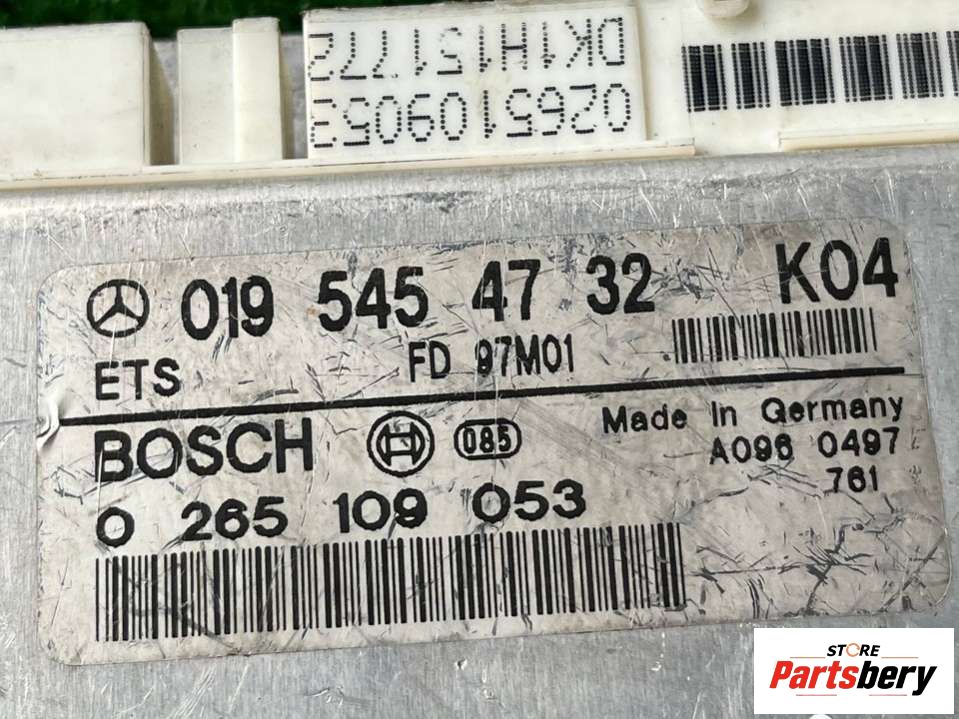 0265109053
DK1H151772
019 545 47 32 K04
ETS FD 97M01
BOSCH 085 Made In Germany
A096 0497
761
0 265 109 053
STORE
Partsbery